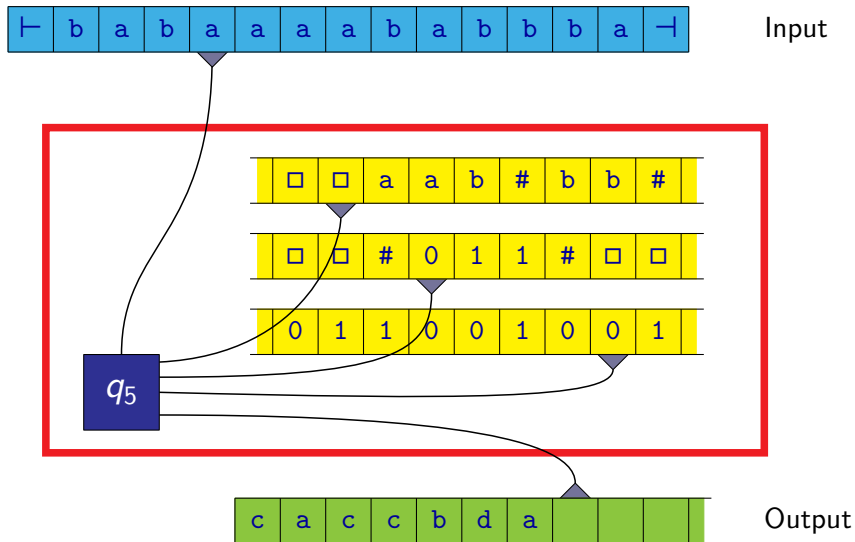 ⊢ b a b a a a a b a b b b a ⊣ Input
□ □ a a b # b b #
□ □ # 0 1 1 # □ □
0 1 1 0 0 1 0 0 1
q5
c a c c b d a Output